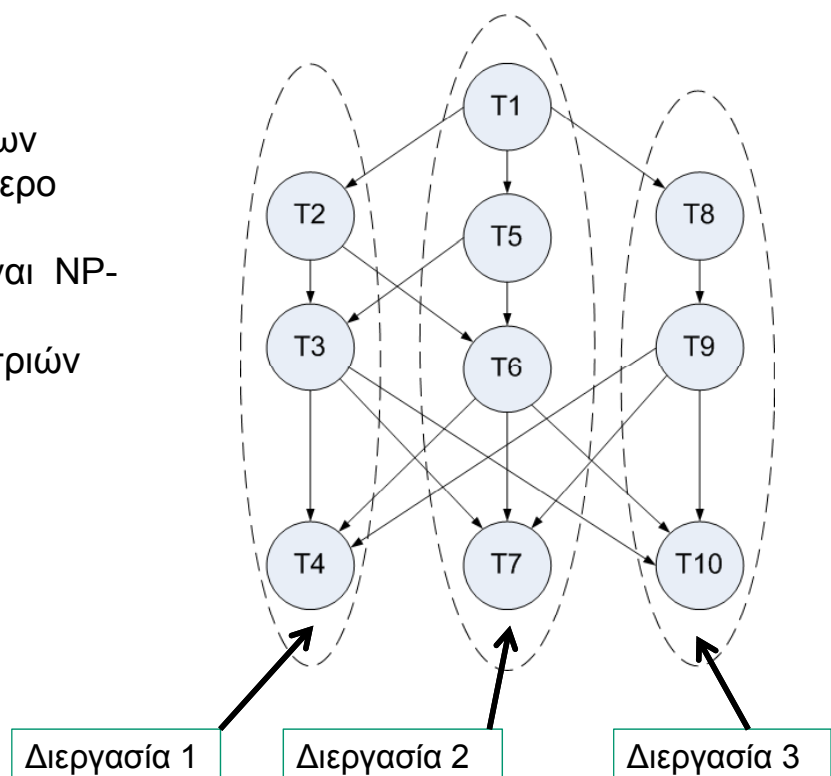 ων
ερο
ναι NP-
τριών
T1
T2
T5
T8
T3
T6
T9
T4
T7
T10
Διεργασία 1
Διεργασία 2
Διεργασία 3